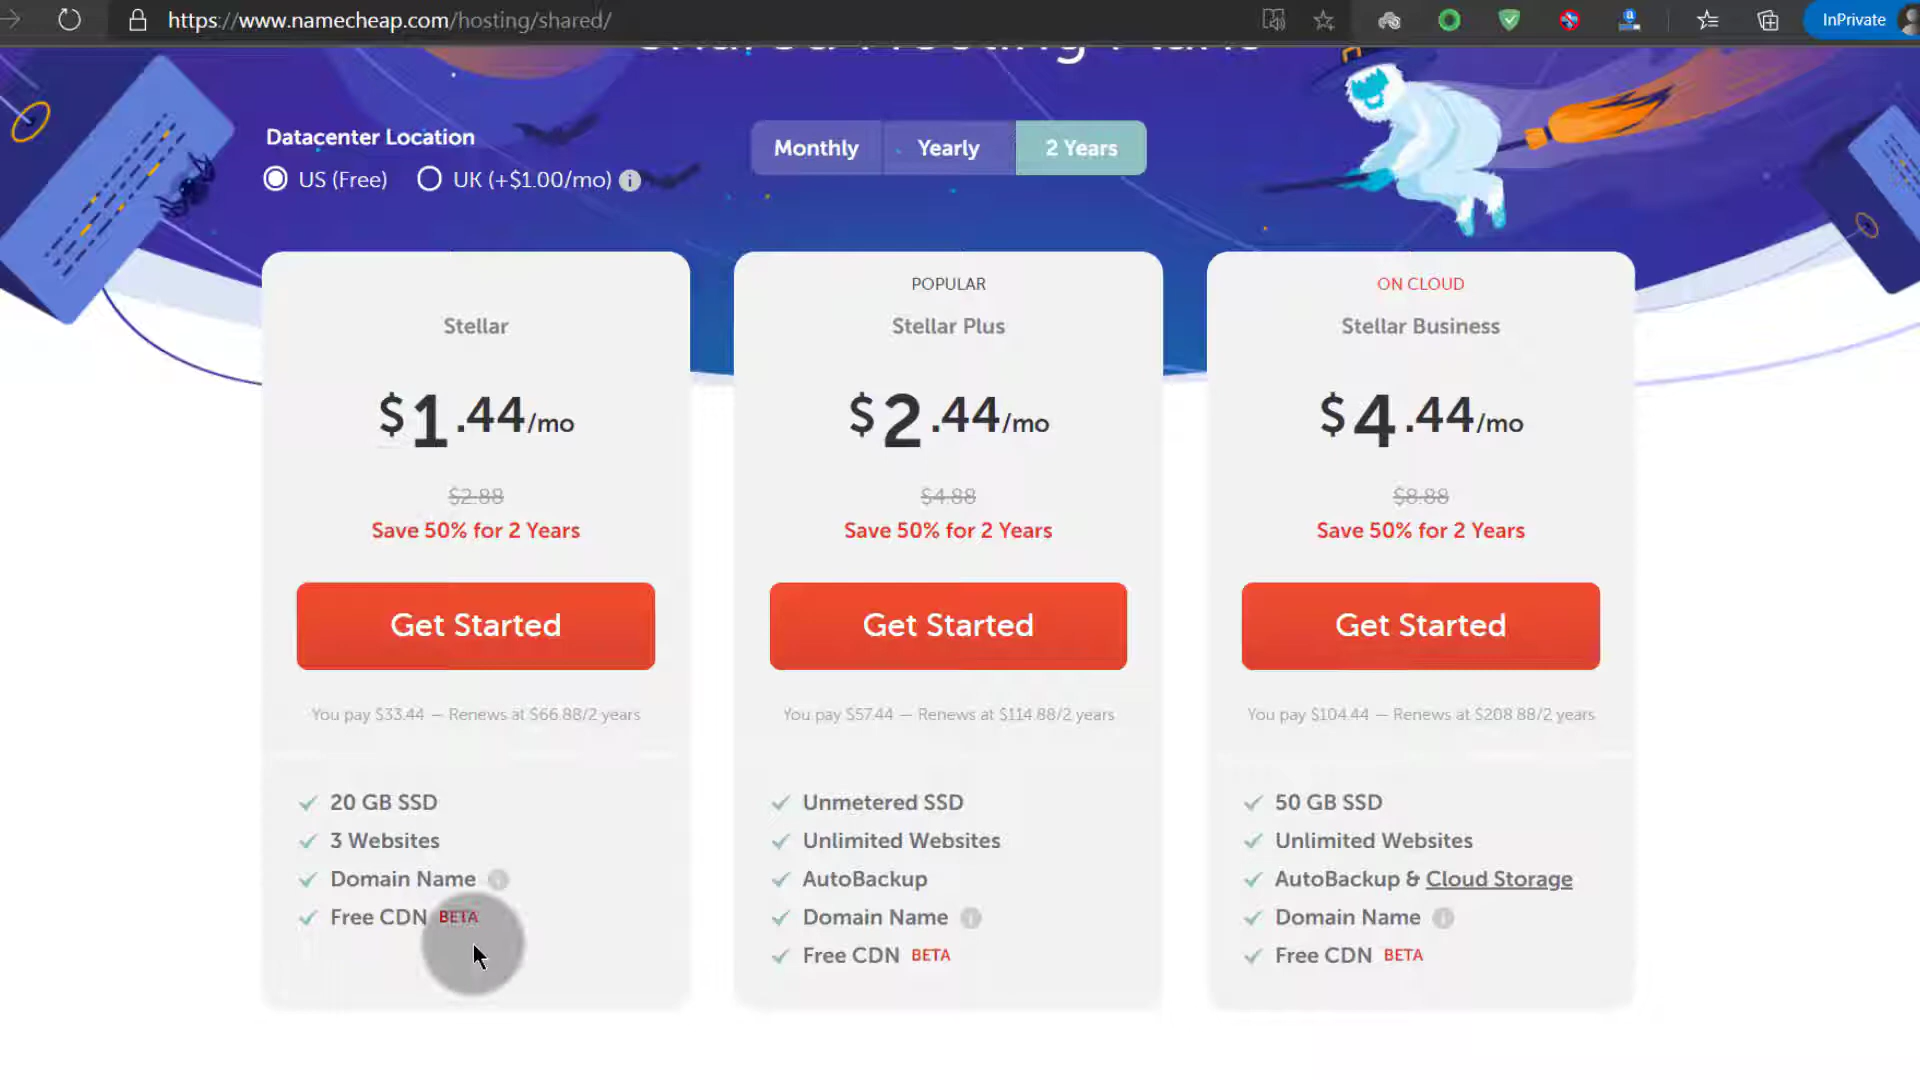 https://www.namecheap.com/hosting/shared/
InPrivate
Shared Hosting Plans
Datacenter Location
US (Free)
UK (+$1.00/mo)
Monthly
Yearly
2 Years
Stellar
$1.44/mo
$2.88
Save 50% for 2 Years
Get Started
You pay $33.44 — Renews at $66.88/2 years
20 GB SSD
3 Websites
Domain Name
Free CDN BETA
POPULAR
Stellar Plus
$2.44/mo
$4.88
Save 50% for 2 Years
Get Started
You pay $57.44 — Renews at $114.88/2 years
Unmetered SSD
Unlimited Websites
AutoBackup
Domain Name
Free CDN BETA
ON CLOUD
Stellar Business
$4.44/mo
$8.88
Save 50% for 2 Years
Get Started
You pay $104.44 — Renews at $208.88/2 years
50 GB SSD
Unlimited Websites
AutoBackup & Cloud Storage
Domain Name
Free CDN BETA